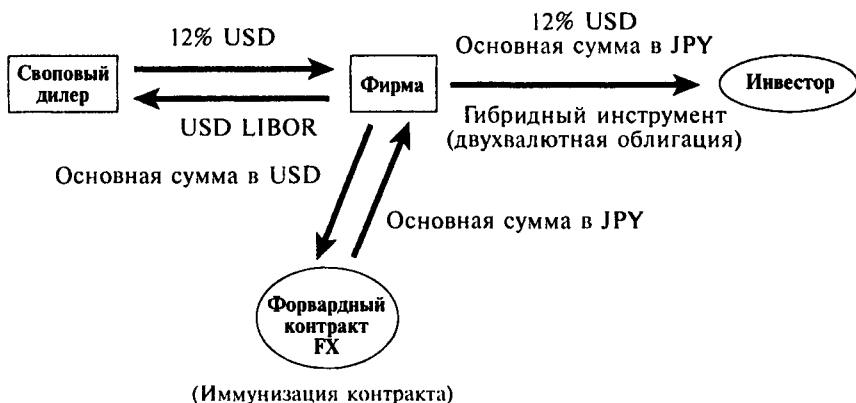 12% USD
12% USD
Основная сумма в JPY
Своповый
дилер
Фирма
Инвестор
USD LIBOR
Гибридный инструмент
(двухвалютная облигация)
Основная сумма в USD
Основная сумма в JPY
Форвардный
контракт
FX
(Иммунизация контракта)